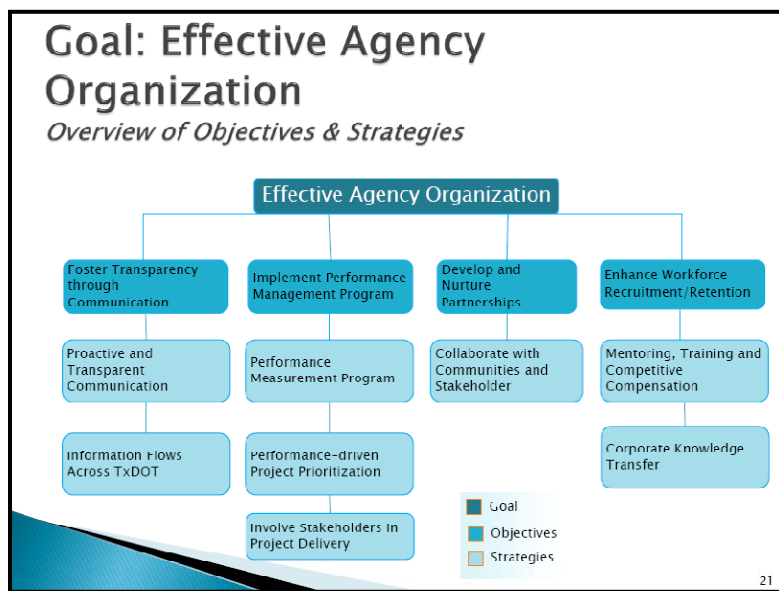 Goal: Effective Agency
Organization
Overview of Objectives & Strategies
Effective Agency Organization
Foster Transparency
through
Communication
Implement Performance
Management Program
Develop and
Nurture
Partnerships
Enhance Workforce
Recruitment/Retention
Proactive and
Transparent
Communication
Performance
Measurement Program
Collaborate with
Communities and
Stakeholder
Mentoring, Training and
Competitive
Compensation
Information Flows
Across TxDOT
Performance-driven
Project Prioritization
Corporate Knowledge
Transfer
Involve Stakeholders in
Project Delivery
Goal
Objectives
Strategies
21